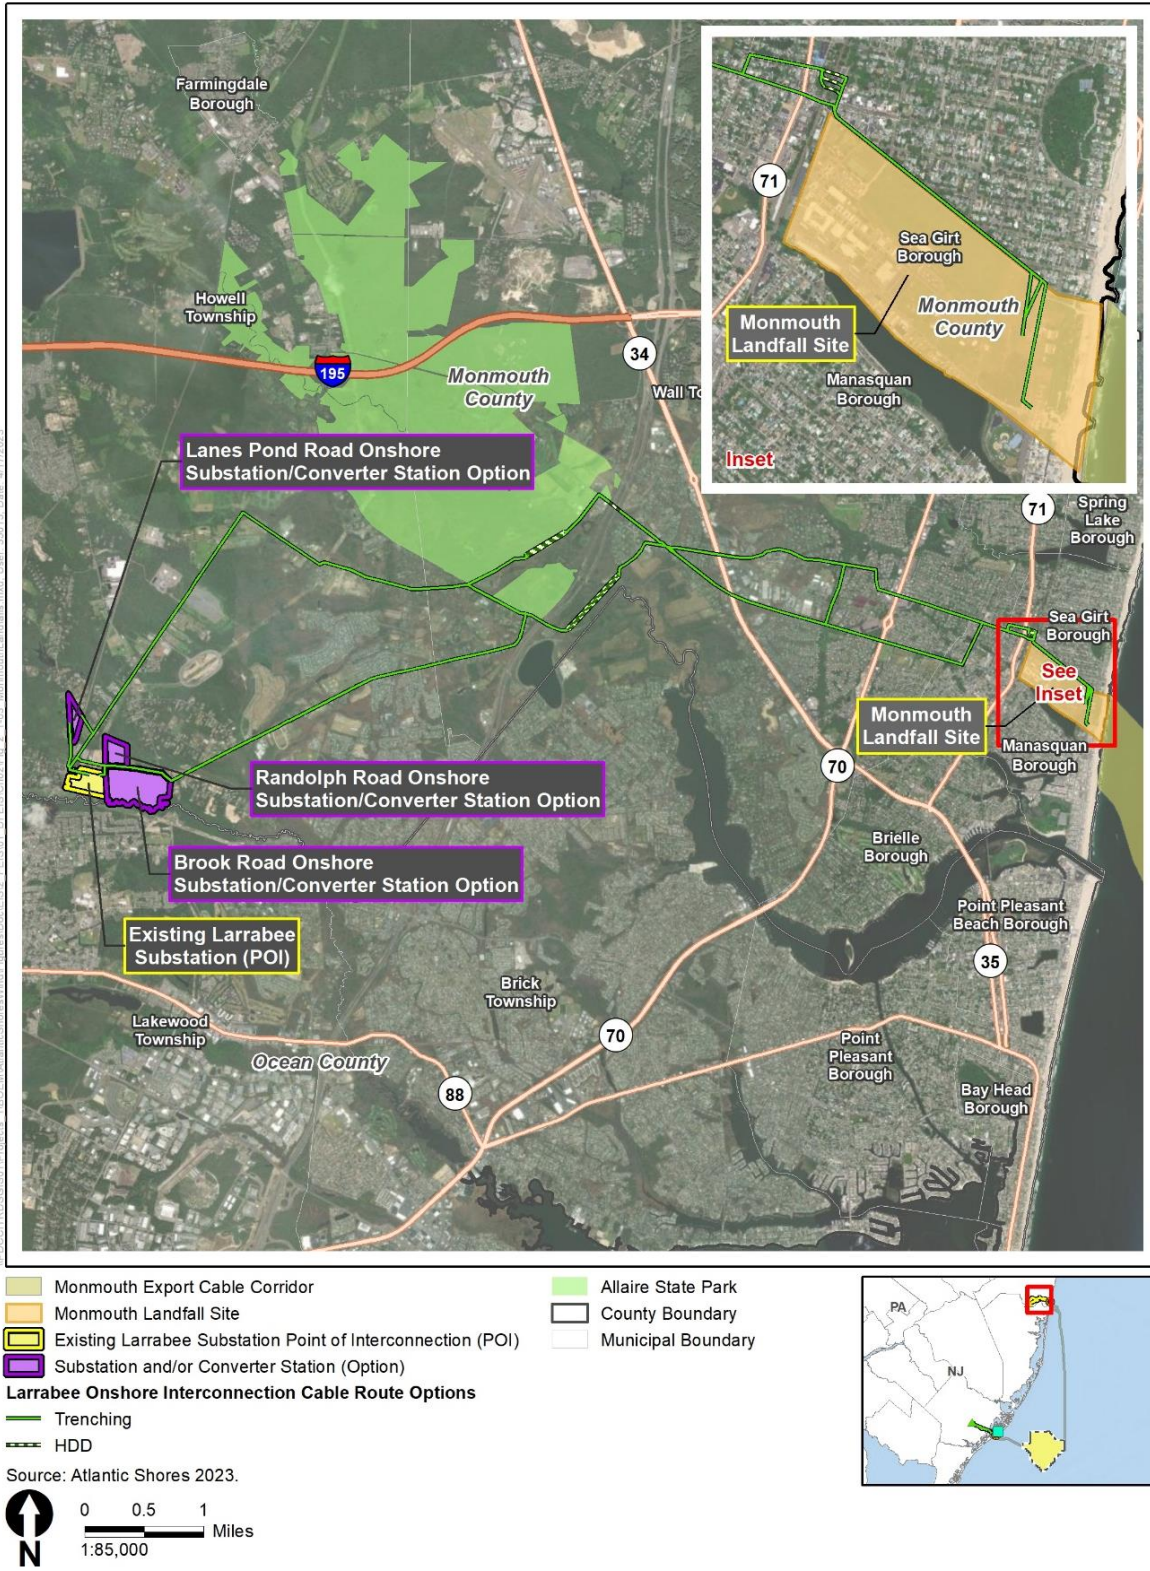 Farmingdale
Borough
Howell
Township
195
Monmouth
County
34
Wall To
Lanes Pond Road Onshore
Substation/Converter Station Option
71
Sea Girt
Borough
Monmouth
County
Monmouth
Landfall Site
Manasquan
Borough
Inset
71
Spring
Lake
Borough
Sea Girt
Borough
See
Inset
Monmouth
Landfall Site
Manasquan
Borough
Randolph Road Onshore
Substation/Converter Station Option
70
Brielle
Borough
Brook Road Onshore
Substation/Converter Station Option
Point Pleasant
Beach Borough
Existing Larrabee
Substation (POI)
35
Brick
Township
Lakewood
Township
70
Ocean County
Point
Pleasant
Borough
88
Bay Head
Borough
Monmouth Export Cable Corridor
Monmouth Landfall Site
Existing Larrabee Substation Point of Interconnection (POI)
Substation and/or Converter Station (Option)
Larrabee Onshore Interconnection Cable Route Options
Trenching
HDD
Allaire State Park
County Boundary
Municipal Boundary
PA
NJ
Source: Atlantic Shores 2023.
N
0 0.5 1
Miles
1:85,000